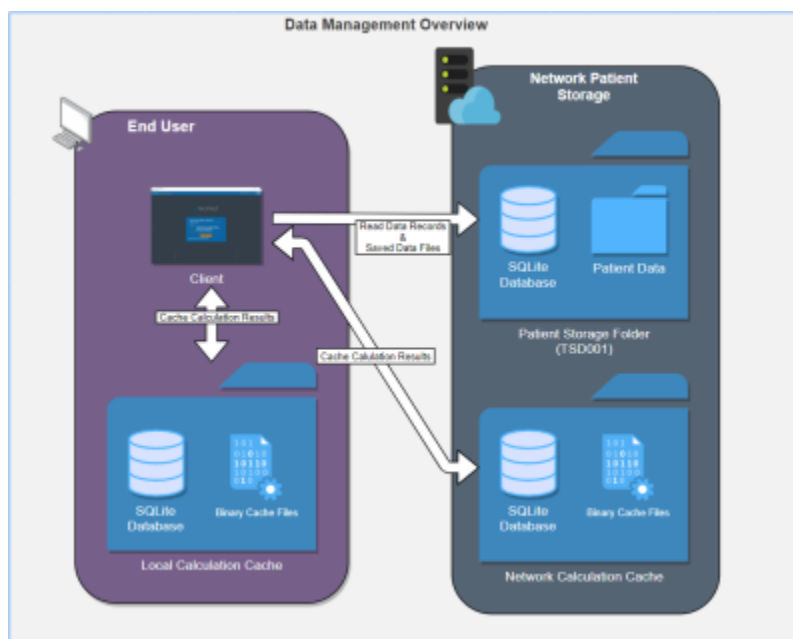 Data Management Overview
Network Patient
Storage
End User
Read Data Records
&
Saved Data Files
SQLite
Database
Patient Data
Client
Cache Calculation Results
Patient Storage Folder
(TSD001)
Cache Calulation Results
SQLite
Database
Binary Cache Files
Local Calculation Cache
SQLite
Database
Binary Cache Files
Network Calculation Cache